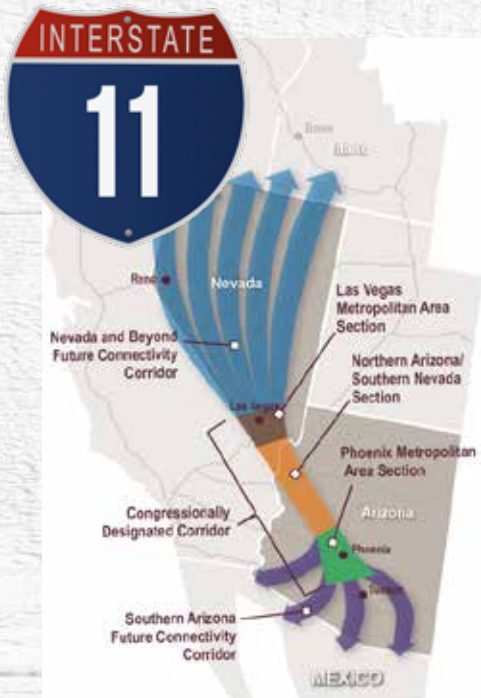 INTERSTATE
11
Boise
IDAHO
Reno
Nevada
Las Vegas
Metropolitan Area
Section
Nevada and Beyond
Future Connectivity
Corridor
Northern Arizona/
Southern Nevada
Section
Las Vegas
Phoenix Metropolitan
Area Section
Congressionally
Designated Corridor
Arizona
Phoenix
Tucson
Southern Arizona
Future Connectivity
Corridor
MEXICO